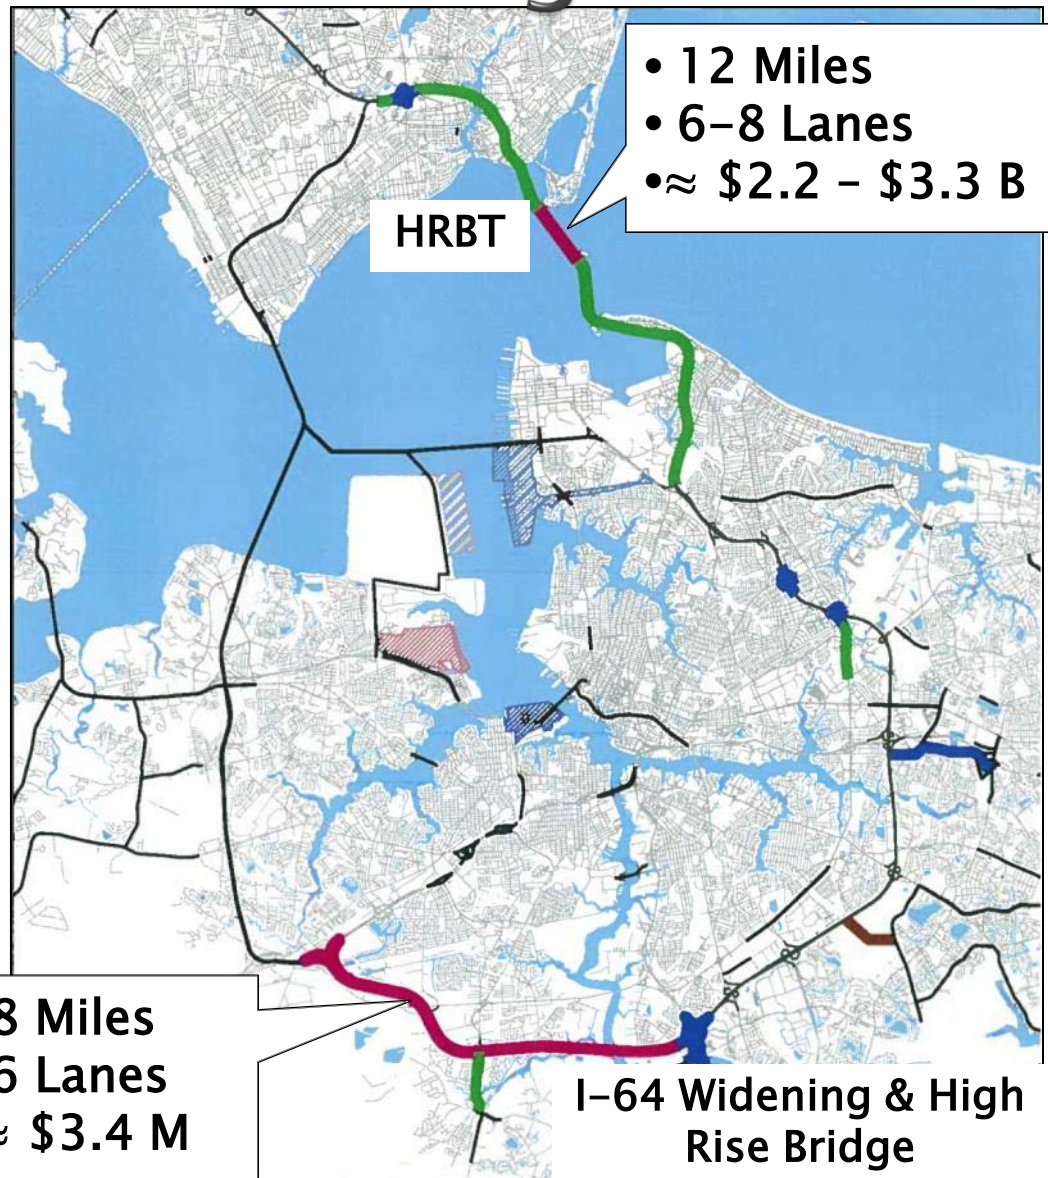 • 12 Miles
• 6–8 Lanes
•≈ $2.2 – $3.3 B
HRBT
8 Miles
6 Lanes
≈ $3.4 M
I–64 Widening & High
Rise Bridge